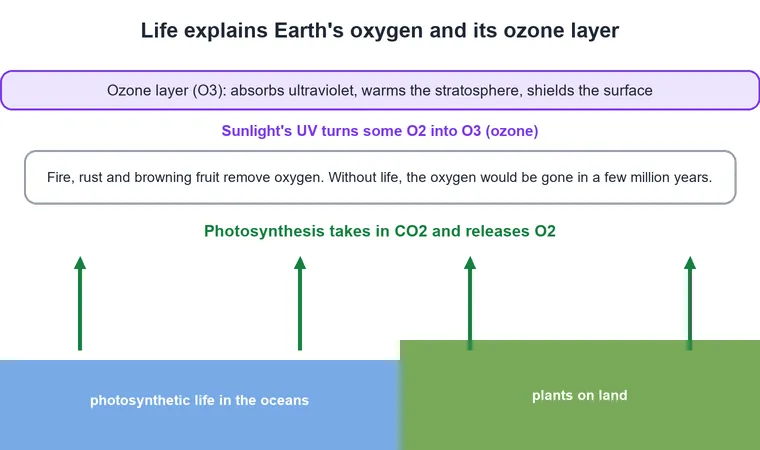 Life explains Earth's oxygen and its ozone layer
Ozone layer (O3): absorbs ultraviolet, warms the stratosphere, shields the surface
Sunlight's UV turns some O2 into O3 (ozone)
Fire, rust and browning fruit remove oxygen. Without life, the oxygen would be gone in a few million years.
Photosynthesis takes in CO2 and releases O2
photosynthetic life in the oceans
plants on land